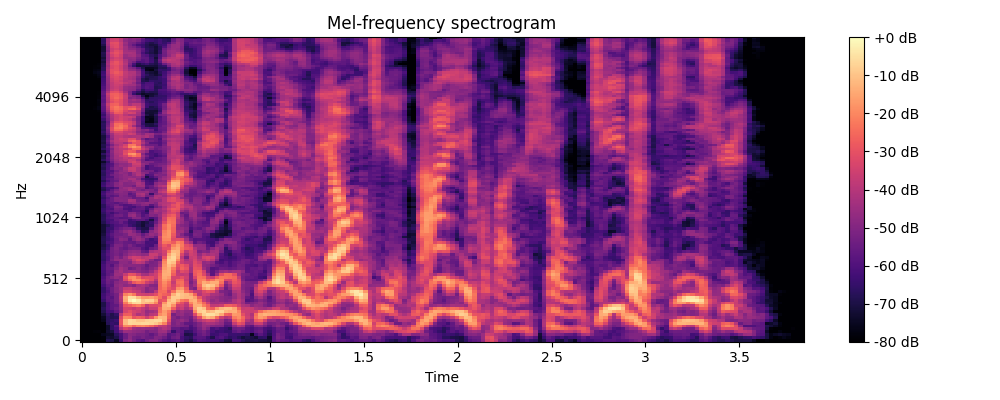 Mel-frequency spectrogram
+0 dB
-10 dB
-20 dB
-30 dB
-40 dB
-50 dB
-60 dB
-70 dB
-80 dB
4096
2048
1024
512
0
Hz
0 0.5 1 1.5 2 2.5 3 3.5
Time